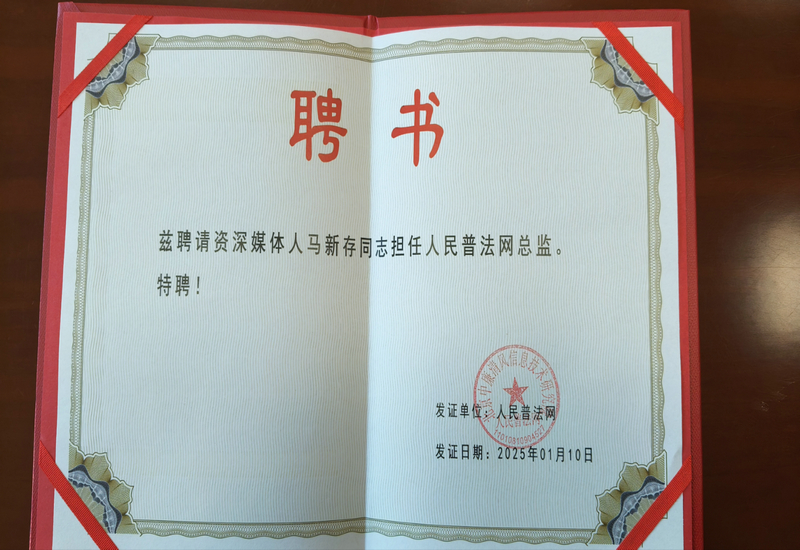 聘书
兹聘请资深媒体人马新存同志担任人民普法网总监。
特聘！
发证单位：人民普法网
发证日期：2025年01月10日